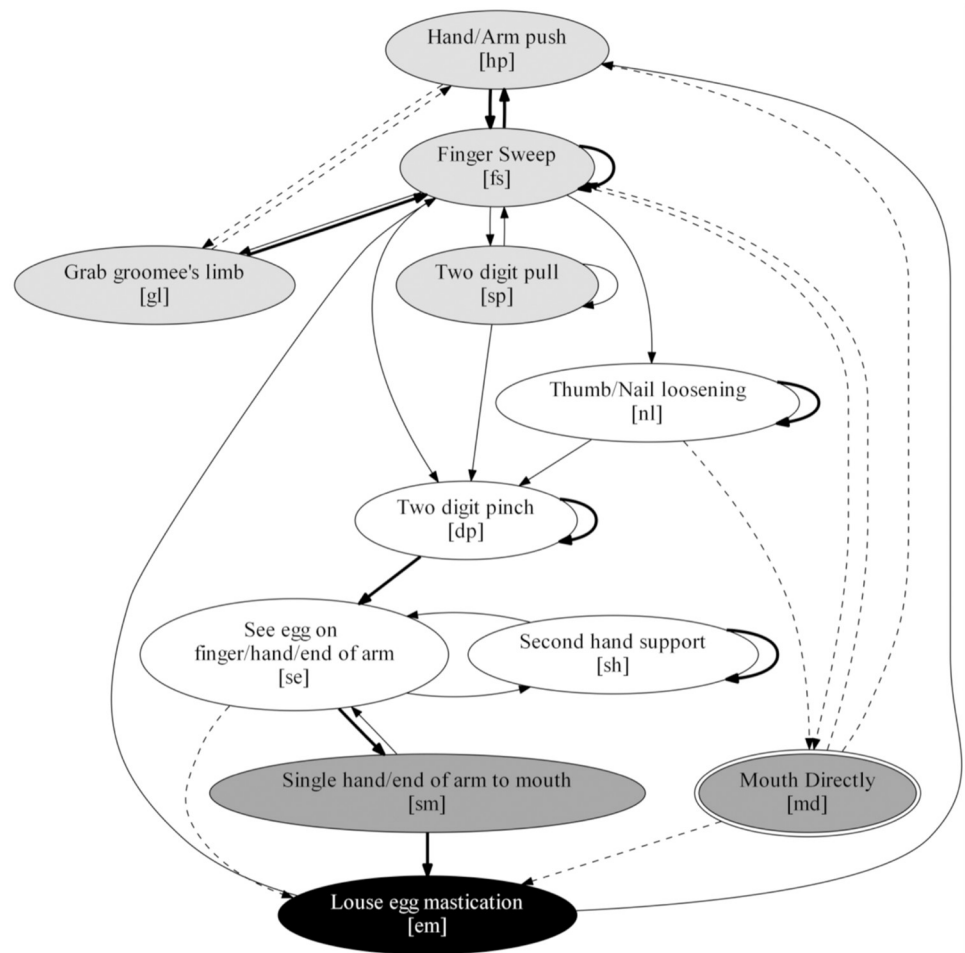 Hand/Arm push
[hp]
Finger Sweep
[fs]
Grab groomee's limb
[gl]
Two digit pull
[sp]
Thumb/Nail loosening
[nl]
Two digit pinch
[dp]
See egg on
finger/hand/end of arm
[se]
Second hand support
[sh]
Single hand/end of arm to mouth
[sm]
Mouth Directly
[md]
Louse egg mastication
[em]